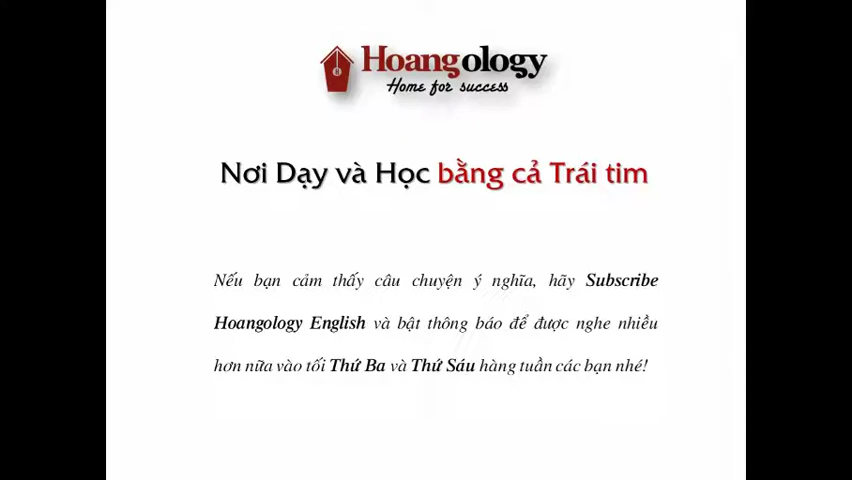 Hoangology
Home for success
Nơi Dạy và Học bằng cả Trái tim
Nếu bạn cảm thấy câu chuyện ý nghĩa, hãy Subscribe
Hoangology English và bật thông báo để được nghe nhiều
hơn nữa vào tối Thứ Ba và Thứ Sáu hàng tuần các bạn nhé!